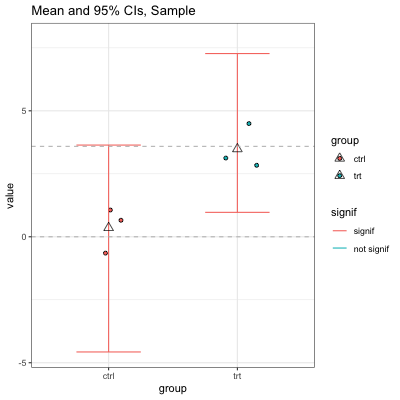 Mean and 95% CIs, Sample
value
5
0
-5
ctrl
trt
group
group
ctrl
trt
signif
signif
not signif